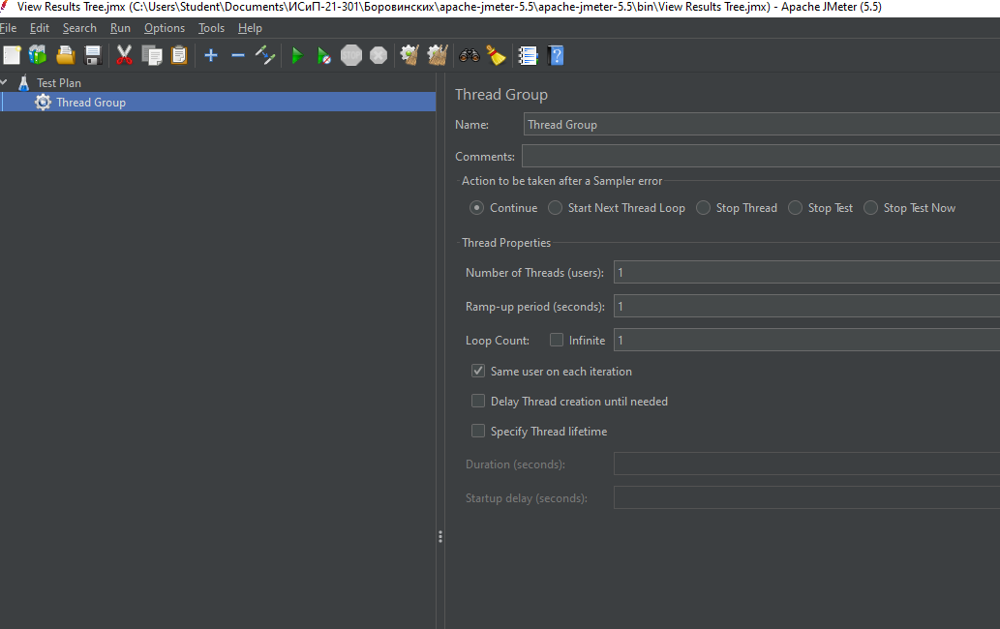 View Results Tree.jmx (C:\Users\Student\Documents\ИСиП-21-301\Боровинских\apache-jmeter-5.5\apache-jmeter-5.5\bin\View Results Tree.jmx) - Apache JMeter (5.5)
File Edit Search Run Options Tools Help
STOP
Test Plan
Thread Group
Thread Group
Name: Thread Group
Comments:
Action to be taken after a Sampler error
Continue Start Next Thread Loop Stop Thread Stop Test Stop Test Now
Thread Properties
Number of Threads (users): 1
Ramp-up period (seconds): 1
Loop Count: Infinite 1
Same user on each iteration
Delay Thread creation until needed
Specify Thread lifetime
Duration (seconds):
Startup delay (seconds):